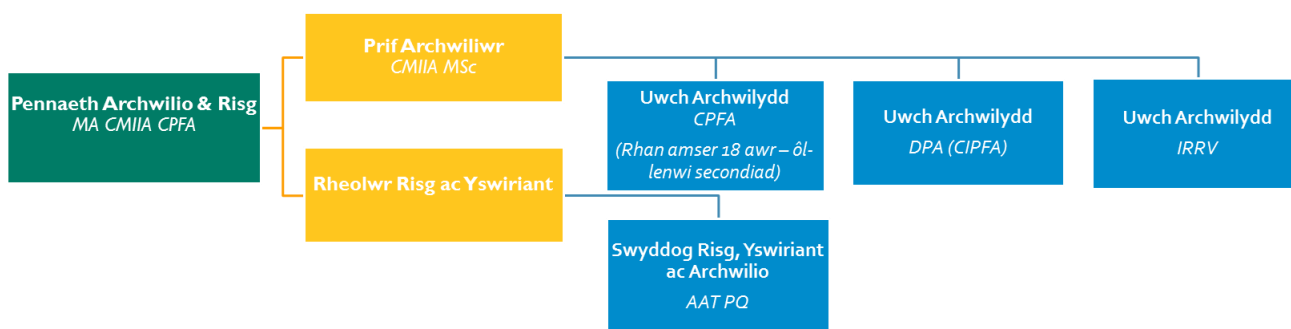 Pennaeth Archwilio & Risg
MA CMIIA CPFA
Prif Archwiliwr
CMIIA MSc
Rheolwr Risg ac Yswiriant
Uwch Archwilydd
CPFA
(Rhan amser 18 awr – ôl-
lenwi secondiad)
Uwch Archwilydd
DPA (CIPFA)
Uwch Archwilydd
IRRV
Swyddog Risg, Yswiriant
ac Archwilio
AAT PQ